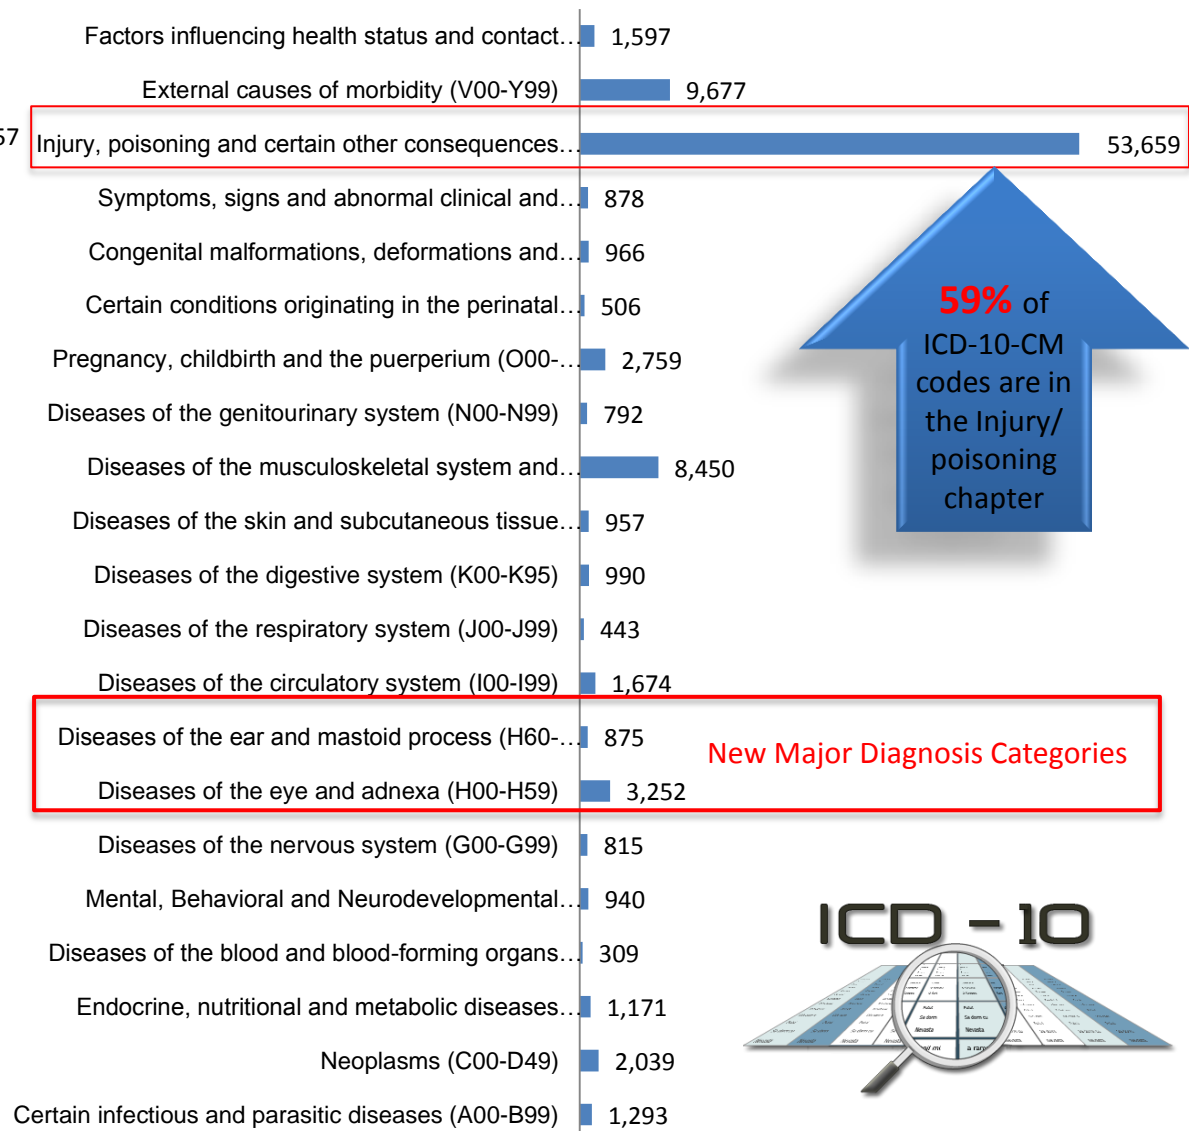 Factors influencing health status and contact… 1,597
External causes of morbidity (V00-Y99) 9,677
57 Injury, poisoning and certain other consequences… 53,659
Symptoms, signs and abnormal clinical and… 878
Congenital malformations, deformations and… 966
Certain conditions originating in the perinatal… 506
Pregnancy, childbirth and the puerperium (O00-… 2,759
Diseases of the genitourinary system (N00-N99) 792
Diseases of the musculoskeletal system and… 8,450
Diseases of the skin and subcutaneous tissue… 957
Diseases of the digestive system (K00-K95) 990
Diseases of the respiratory system (J00-J99) 443
Diseases of the circulatory system (I00-I99) 1,674
Diseases of the ear and mastoid process (H60-… 875
Diseases of the eye and adnexa (H00-H59) 3,252
Diseases of the nervous system (G00-G99) 815
Mental, Behavioral and Neurodevelopmental… 940
Diseases of the blood and blood-forming organs… 309
Endocrine, nutritional and metabolic diseases… 1,171
Neoplasms (C00-D49) 2,039
Certain infectious and parasitic diseases (A00-B99) 1,293
59% of
ICD-10-CM
codes are in
the Injury/
poisoning
chapter
New Major Diagnosis Categories
ICD – 10
Nevasta
Nevasta